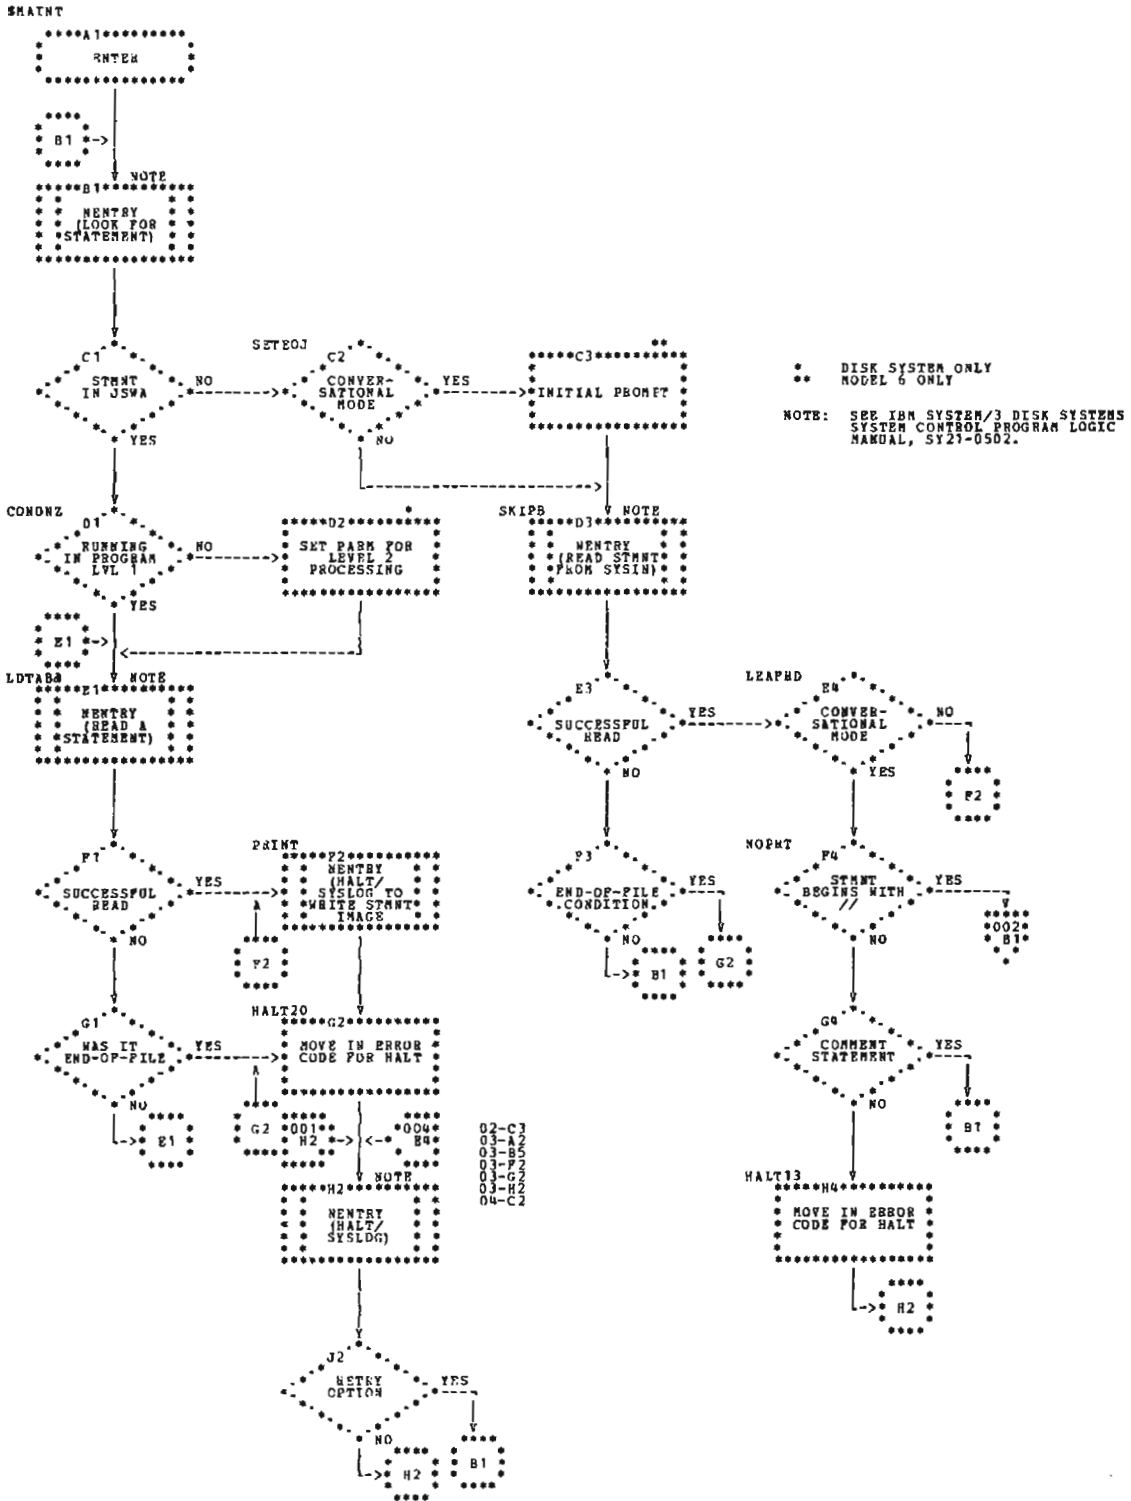 $MAINT
A1
ENTER
B1
NOTE
B1
NENTRY
(LOOK FOR
STATEMENT)
C1
STMNT
IN JSWA
NO
YES
SETEOJ
C2
CONVER-
SATIONAL
MODE
YES
NO
**
C3
INITIAL PROMPT
* DISK SYSTEM ONLY
** MODEL 6 ONLY
NOTE: SEE IBM SYSTEM/3 DISK SYSTEMS
SYSTEM CONTROL PROGRAM LOGIC
MANUAL, SY21-0502.
CONDNZ
D1
RUNNING
IN PROGRAM
LVL 1
NO
YES
*
D2
SET PARM FOR
LEVEL 2
PROCESSING
SKIPB
NOTE
D3
NENTRY
(READ STMNT
FROM SYSIN)
E1
NOTE
E1
NENTRY
(READ A
STATEMENT)
E3
SUCCESSFUL
READ
YES
NO
LEAPHD
E4
CONVER-
SATIONAL
MODE
NO
YES
F2
F1
SUCCESSFUL
READ
YES
NO
PRINT
F2
NENTRY
(HALT/
SYSLOG TO
WRITE STMNT
IMAGE
F2
F3
END-OF-FILE
CONDITION
YES
NO
B1
G2
NOPRT
F4
STMNT
BEGINS WITH
//
YES
NO
002
B1
G1
WAS IT
END-OF-FILE
YES
NO
E1
HALT20
G2
MOVE IN ERROR
CODE FOR HALT
G2
001
H2
004
E4
02-C3
03-A2
03-B5
03-F2
03-G2
03-H2
04-C2
G4
COMMENT
STATEMENT
YES
NO
B1
NOTE
H2
NENTRY
(HALT/
SYSLOG)
HALT13
H4
MOVE IN ERROR
CODE FOR HALT
H2
J2
RETRY
OPTION
YES
NO
H2
B1